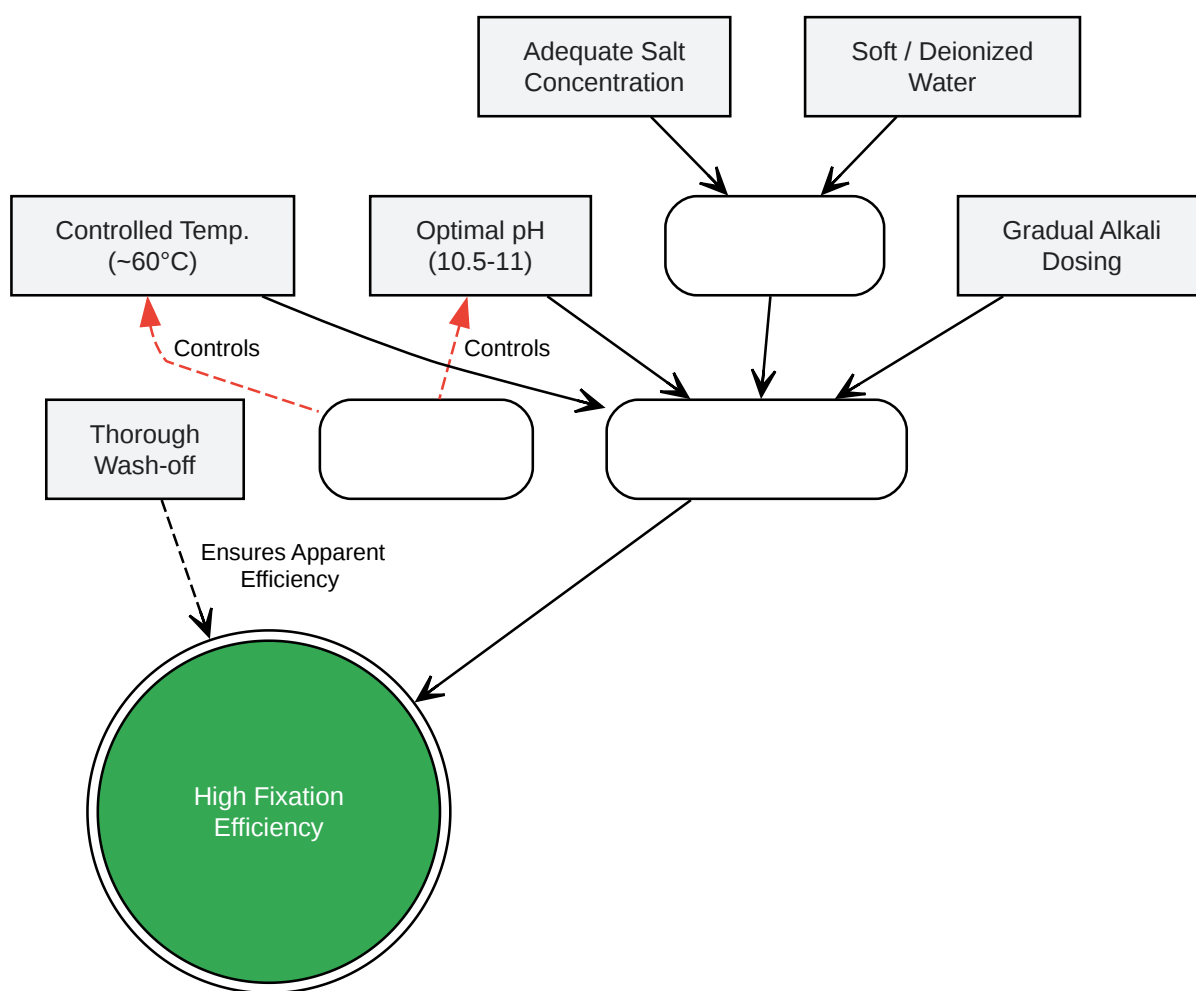 Adequate Salt
Concentration
Soft / Deionized
Water
Controlled Temp.
(~60°C)
Optimal pH
(10.5-11)
Gradual Alkali
Dosing
Controls
Controls
Thorough
Wash-off
Ensures Apparent
Efficiency
High Fixation
Efficiency